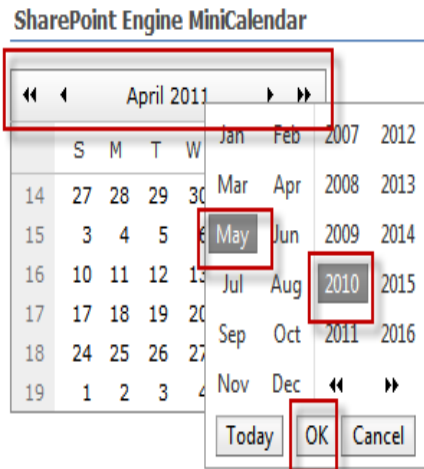 SharePoint Engine MiniCalendar
April 2011
S M T W
14 27 28 29 30
15 3 4 5 6
16 10 11 12 13
17 17 18 19 20
18 24 25 26 27
19 1 2 3 4
Jan Feb 2007 2012
Mar Apr 2008 2013
May Jun 2009 2014
Jul Aug 2010 2015
Sep Oct 2011 2016
Nov Dec
Today OK Cancel